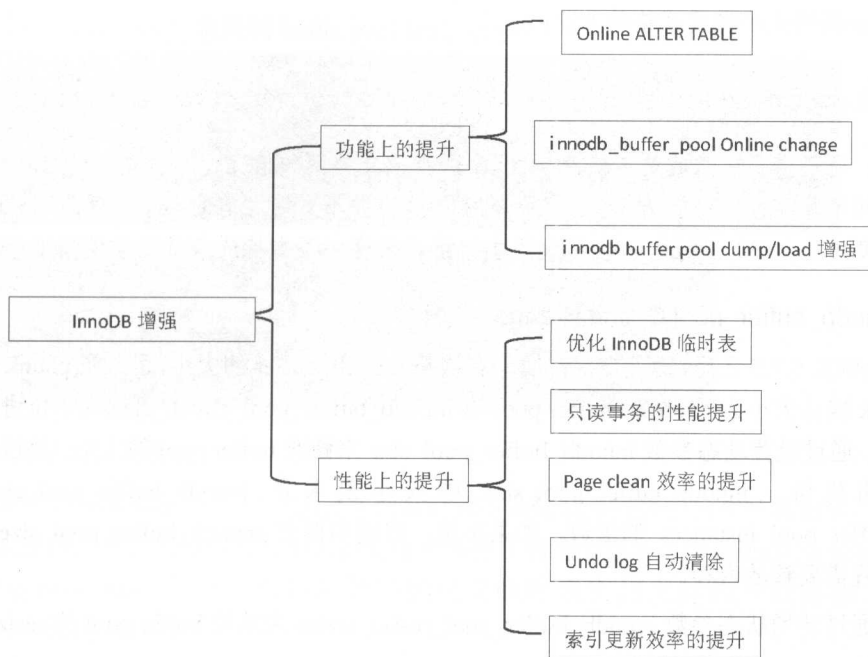 InnoDB 增强
功能上的提升
Online ALTER TABLE
innodb_buffer_pool Online change
innodb buffer pool dump/load 增强
性能上的提升
优化 InnoDB 临时表
只读事务的性能提升
Page clean 效率的提升
Undo log 自动清除
索引更新效率的提升